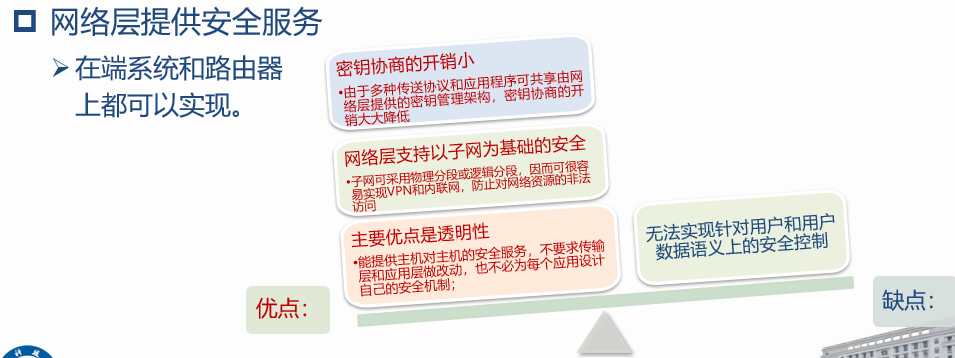 网络层提供安全服务
在端系统和路由器
上都可以实现。
密钥协商的开销小
•由于多种传送协议和应用程序可共享由网
络层提供的密钥管理架构，密钥协商的开
销大大降低
网络层支持以子网为基础的安全
•子网可采用物理分段或逻辑分段，因而可很容
易实现VPN和内联网，防止对网络资源的非法
访问
主要优点是透明性
•能提供主机对主机的安全服务，不要求传输
层和应用层做改动，也不必为每个应用设计
自己的安全机制；
无法实现针对用户和用户
数据语义上的安全控制
优点：
缺点：